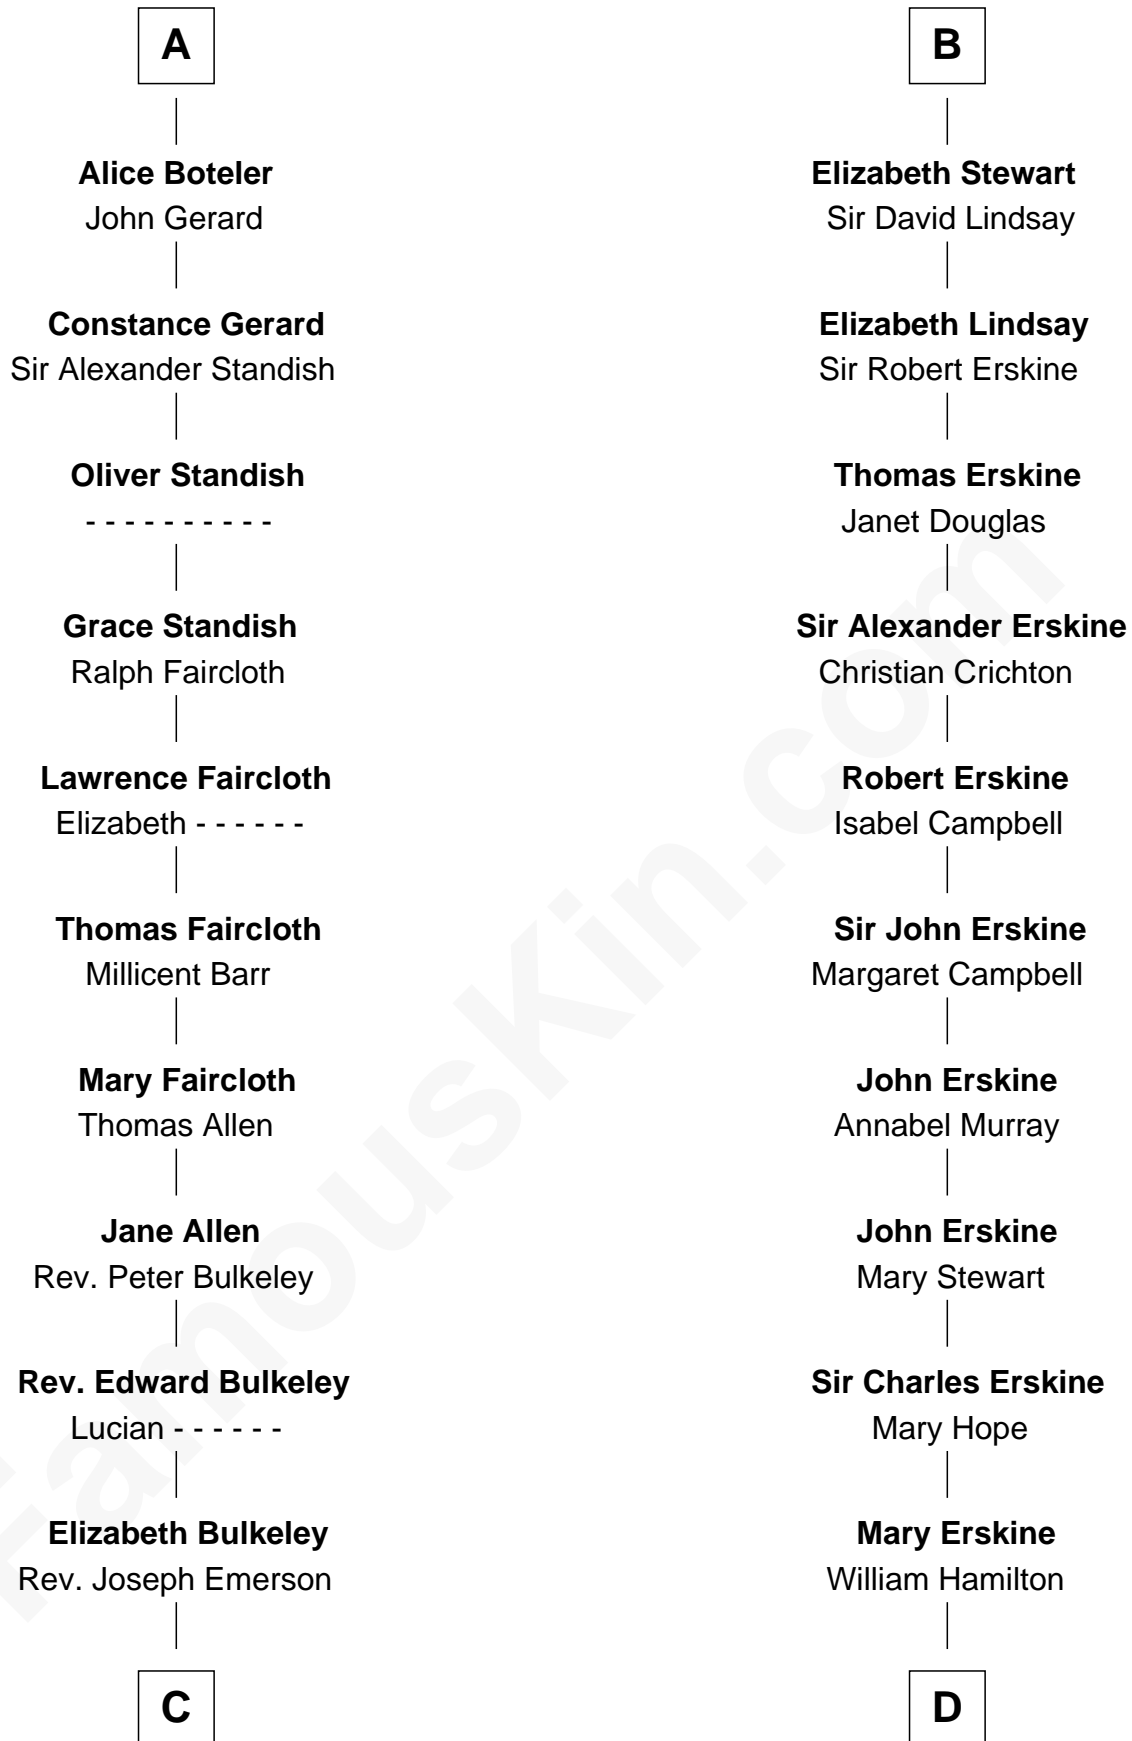 A
Alice Boteler
John Gerard
Constance Gerard
Sir Alexander Standish
Oliver Standish
- - - - - - - - - -
Grace Standish
Ralph Faircloth
Lawrence Faircloth
Elizabeth - - - - - -
Thomas Faircloth
Millicent Barr
Mary Faircloth
Thomas Allen
Jane Allen
Rev. Peter Bulkeley
Rev. Edward Bulkeley
Lucian - - - - - -
Elizabeth Bulkeley
Rev. Joseph Emerson
C
B
Elizabeth Stewart
Sir David Lindsay
Elizabeth Lindsay
Sir Robert Erskine
Thomas Erskine
Janet Douglas
Sir Alexander Erskine
Christian Crichton
Robert Erskine
Isabel Campbell
Sir John Erskine
Margaret Campbell
John Erskine
Annabel Murray
John Erskine
Mary Stewart
Sir Charles Erskine
Mary Hope
Mary Erskine
William Hamilton
D
FamousKin.com